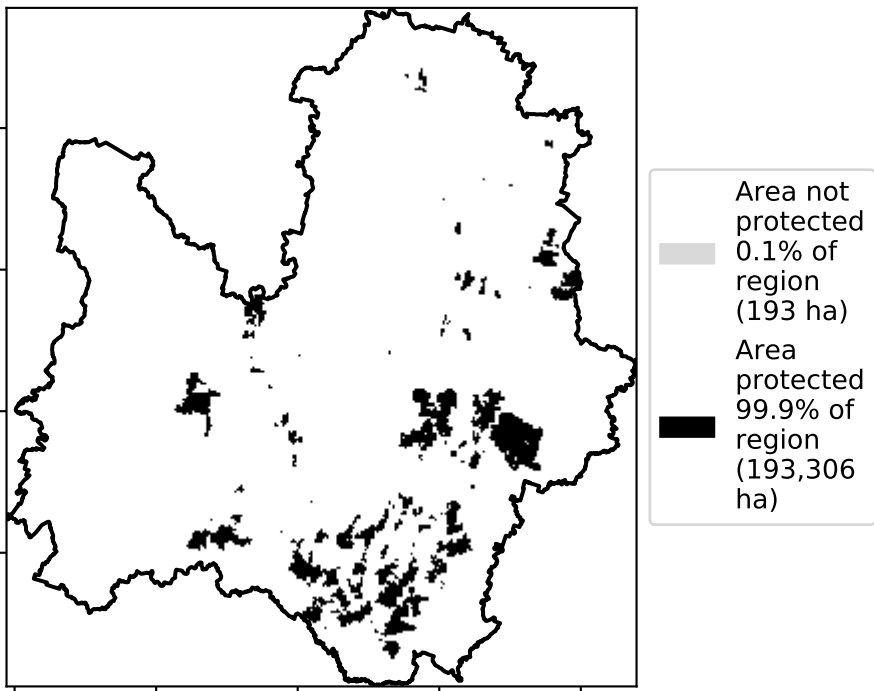 Area not
protected
0.1% of
region
(193 ha)
Area
protected
99.9% of
region
(193,306
ha)